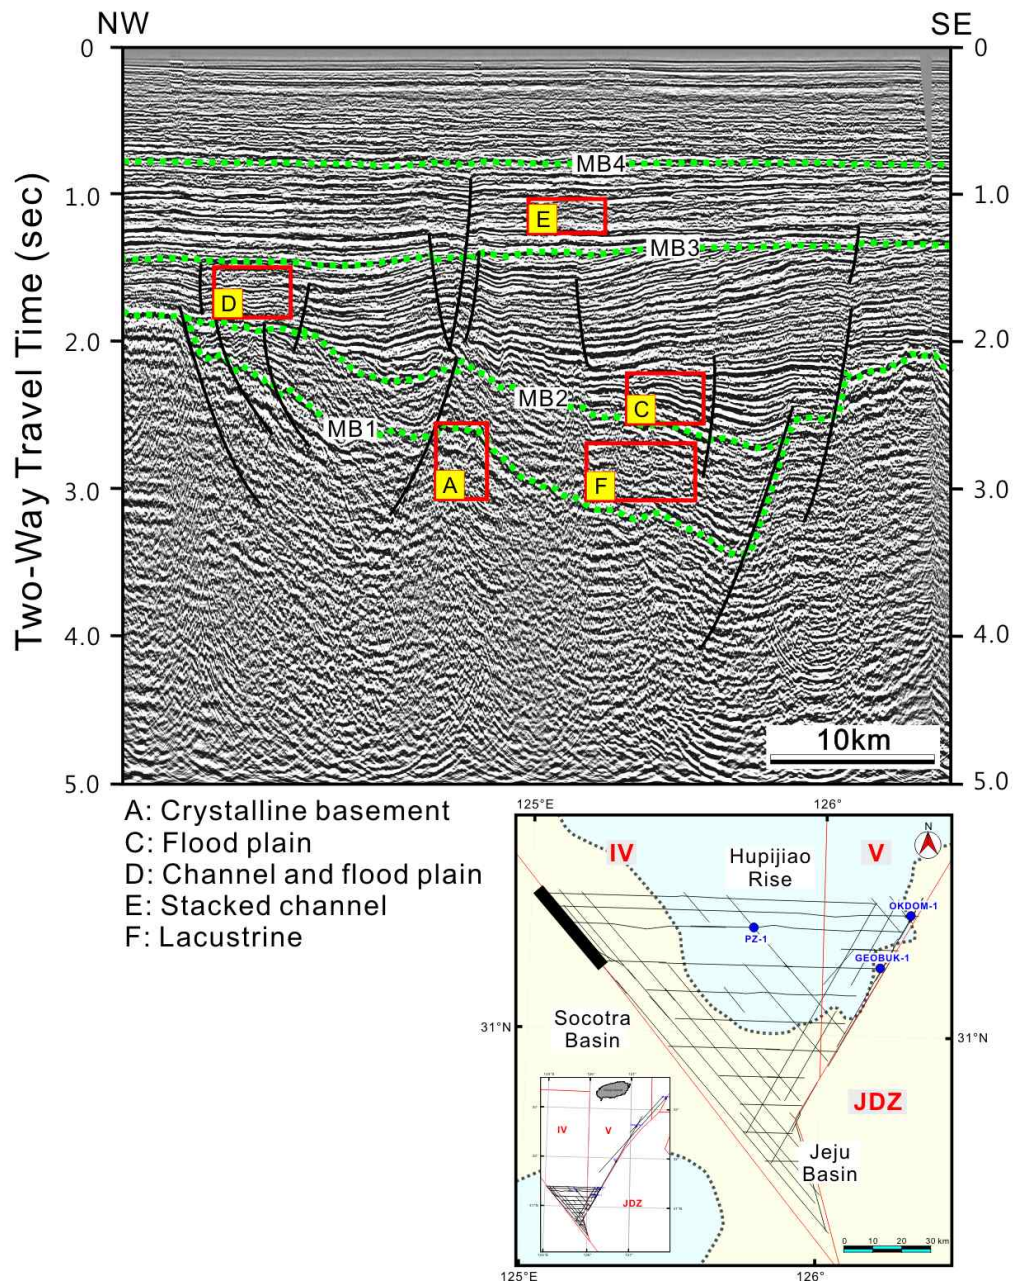 NW
SE
0
0
MB4
1.0
1.0
E
MB3
D
2.0
2.0
MB2
C
MB1
A
F
3.0
3.0
4.0
4.0
10km
5.0
5.0
Two-Way Travel Time (sec)
A: Crystalline basement
C: Flood plain
D: Channel and flood plain
E: Stacked channel
F: Lacustrine
125°E
126°
IV
Hupijiao
Rise
V
N
OKDOM-1
PZ-1
GEOBUK-1
Socotra
Basin
31°N
31°N
JDZ
Jeju
Basin
IV
V
JDZ
0 10 20 30 km
125°E
126°